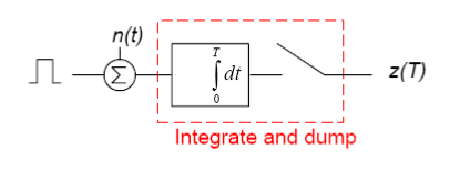 n(t)
Σ
T
∫ dt
0
z(T)
Integrate and dump